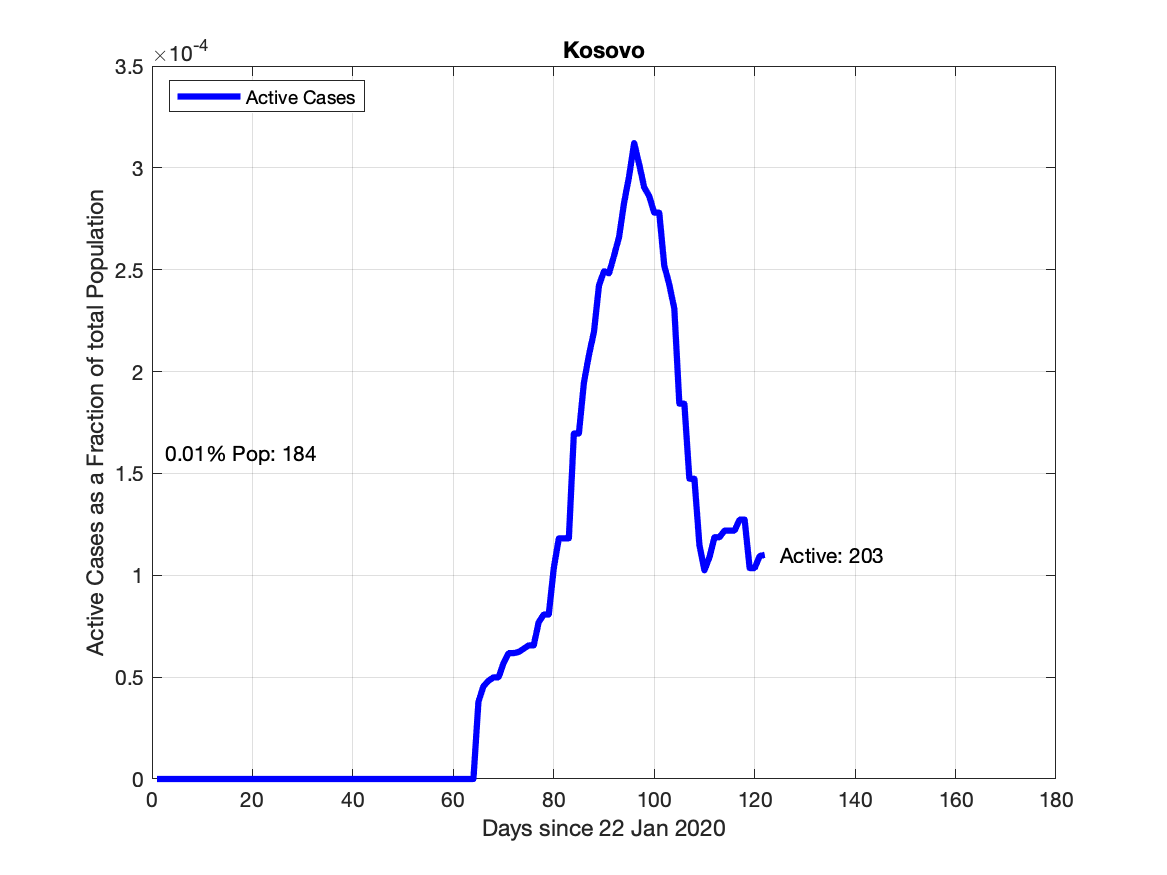 Kosovo
×10-4
3.5
3
2.5
2
1.5
1
0.5
0
Active Cases
0.01% Pop: 184
Active: 203
0 20 40 60 80 100 120 140 160 180
Days since 22 Jan 2020
Active Cases as a Fraction of total Population